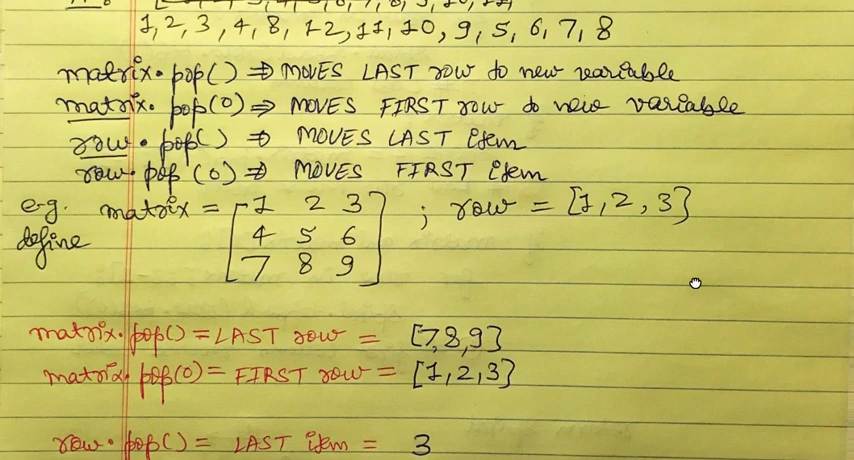 1, 2, 3, 4, 8, 12, 11, 10, 9, 5, 6, 7, 8
matrix.pop() ⇒ MOVES LAST row to new variable
matrix.pop(0) ⇒ MOVES FIRST row to new variable
row.pop() ⇒ MOVES LAST item
row.pop(0) ⇒ MOVES FIRST item
e.g. matrix = [1 2 3 ; row = [1, 2, 3]
define 4 5 6
7 8 9]
matrix.pop() = LAST row = [7,8,9]
matrix.pop(0) = FIRST row = [1,2,3]
row.pop() = LAST item = 3